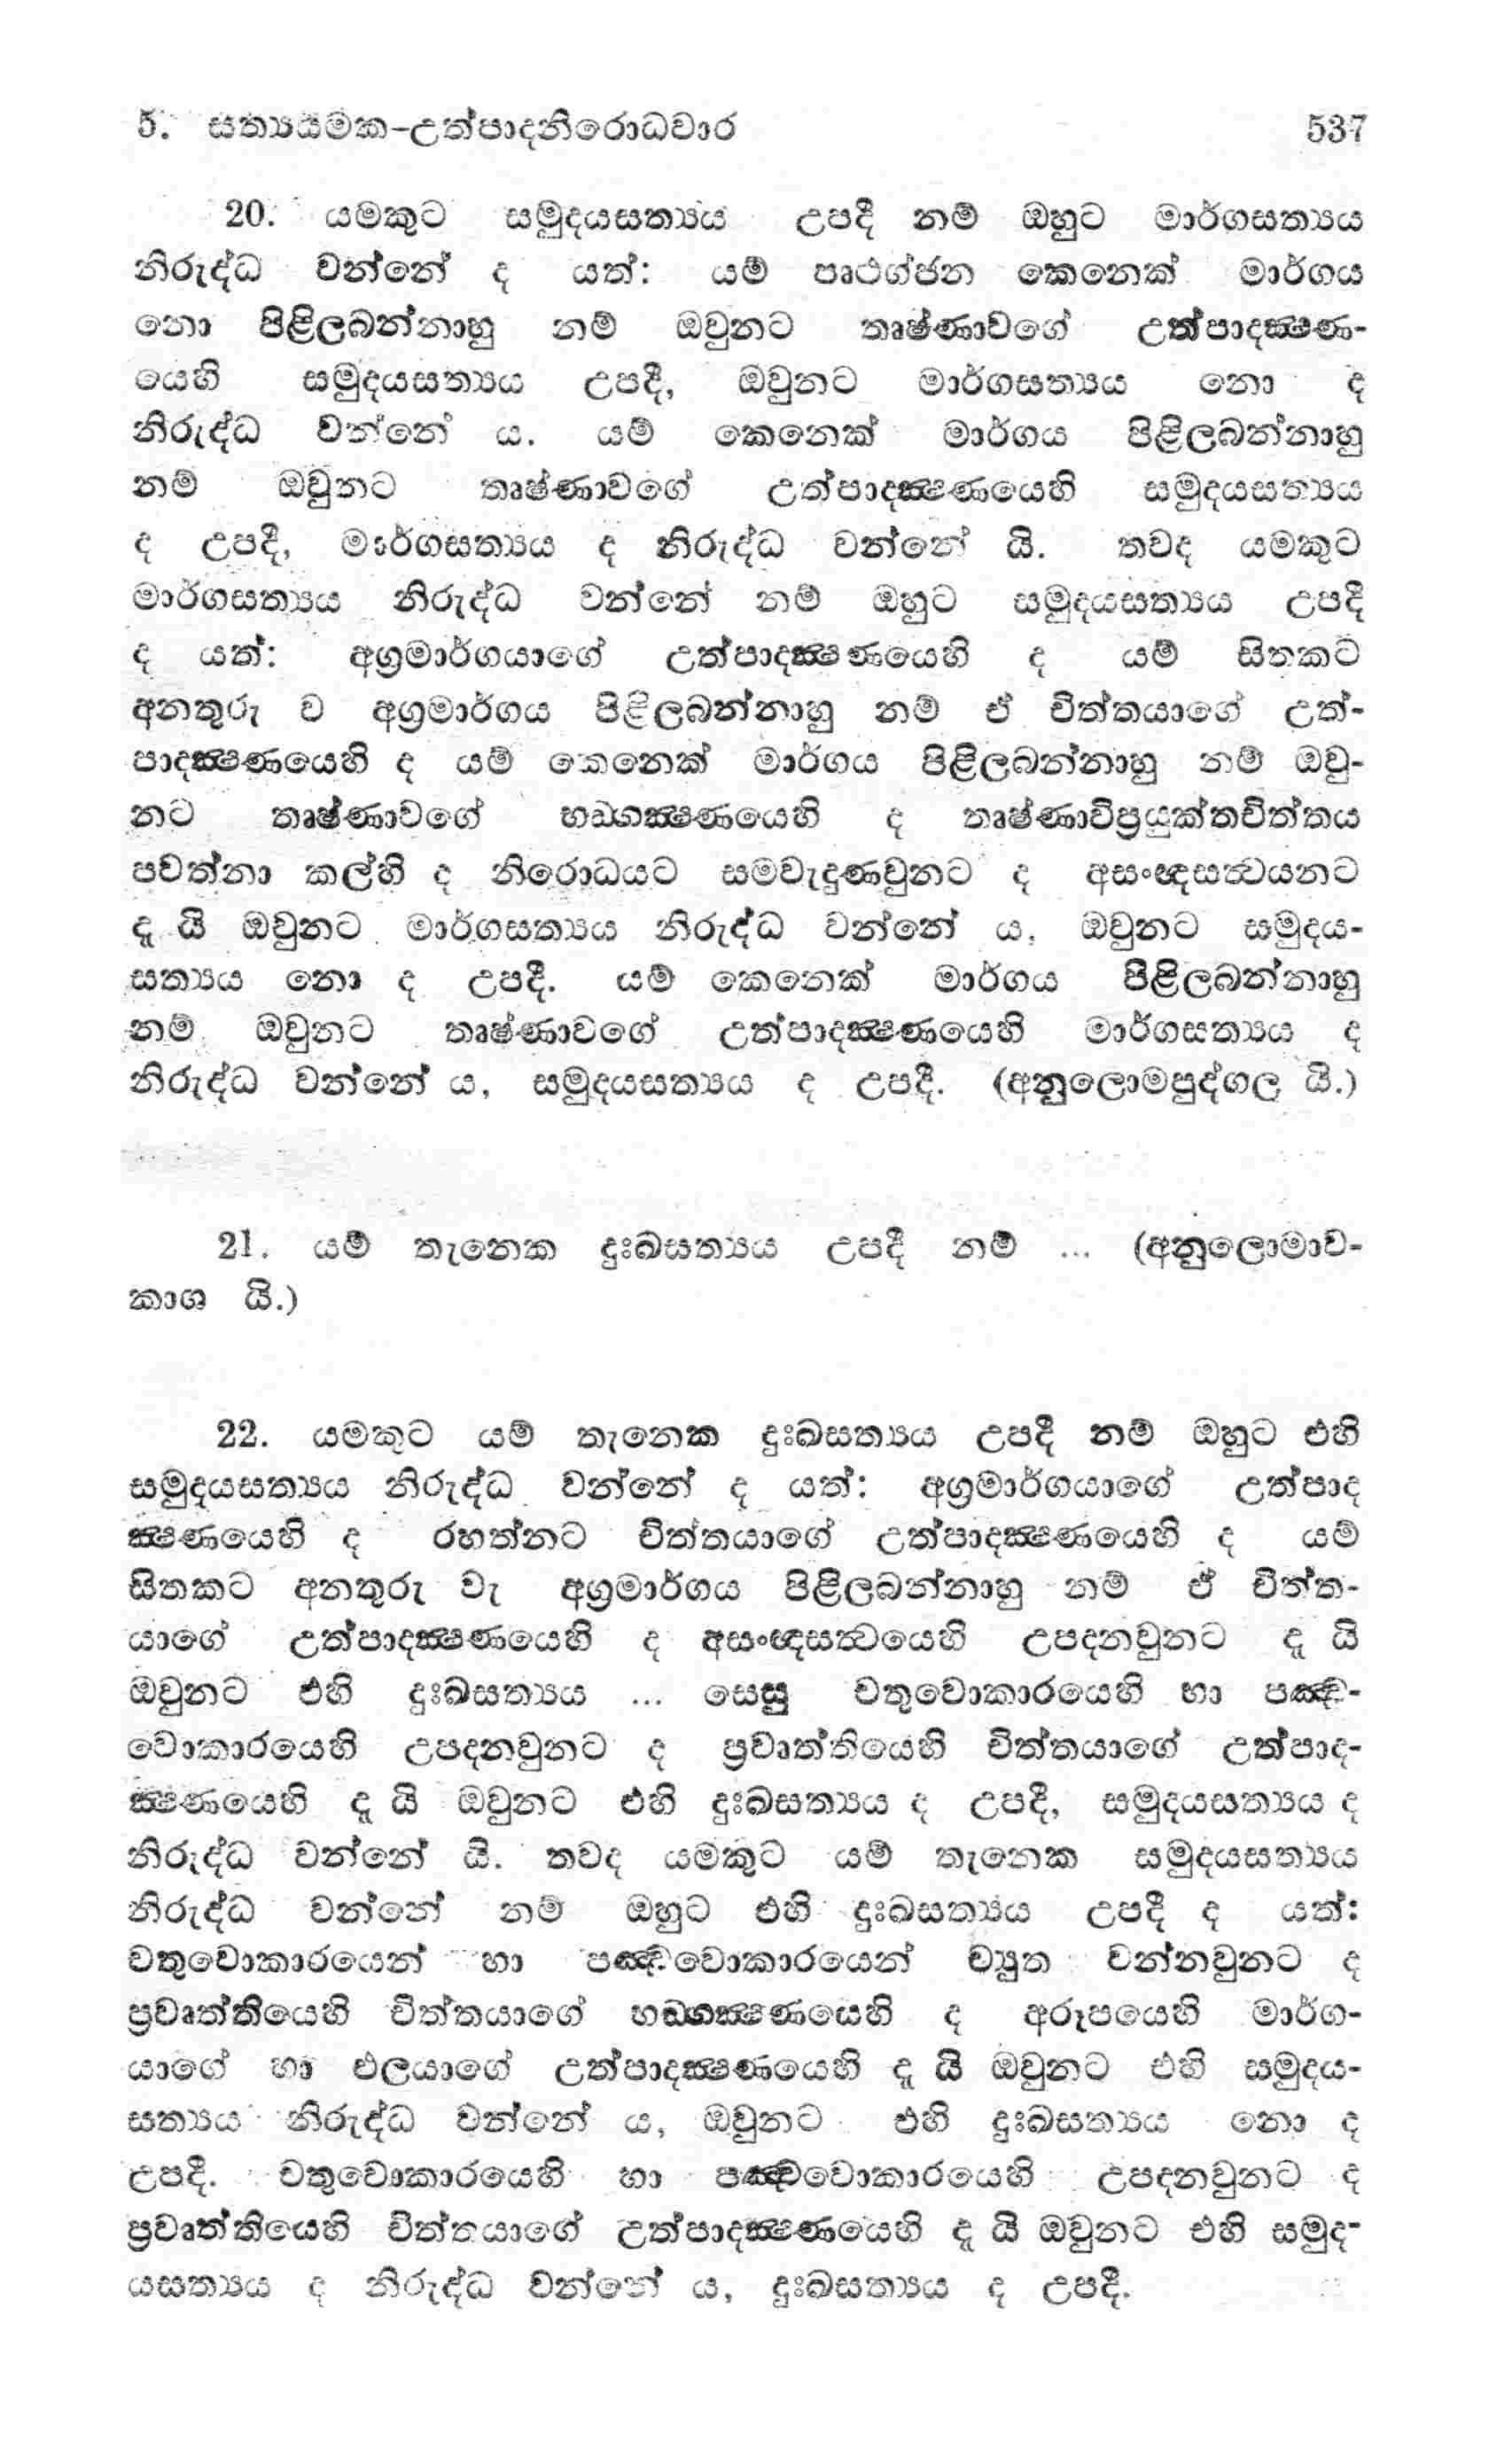 5. සත්‍යයමක-උත්පාදනිරොධවාර 537
20. යමකුට සමුදයසත්‍යය උපදී නම් ඔහුට මාර්ගසත්‍යය
නිරුද්ධ වන්නේ ද යත්: යම් පෘථග්ජන කෙනෙක් මාර්ගය
නො පිළිලබන්නාහු නම් ඔවුනට තෘෂ්ණාවගේ උත්පාදක්‍ෂණ-
යෙහි සමුදයසත්‍යය උපදී, ඔවුනට මාර්ගසත්‍යය නො ද
නිරුද්ධ වන්නේ ය. යම් කෙනෙක් මාර්ගය පිළිලබන්නාහු
නම් ඔවුනට තෘෂ්ණාවගේ උත්පාදක්‍ෂණයෙහි සමුදයසත්‍යය
ද උපදී, මාර්ගසත්‍යය ද නිරුද්ධ වන්නේ යි. තවද යමකුට
මාර්ගසත්‍යය නිරුද්ධ වන්නේ නම් ඔහුට සමුදයසත්‍යය උපදී
ද යත්: අග්‍රමාර්ගයාගේ උත්පාදක්‍ෂණයෙහි ද යම් සිතකට
අනතුරු ව අග්‍රමාර්ගය පිළිලබන්නාහු නම් ඒ චිත්තයාගේ උත්-
පාදක්‍ෂණයෙහි ද යම් කෙනෙක් මාර්ගය පිළිලබන්නාහු නම් ඔවු-
නට තෘෂ්ණාවගේ භඞ්ගක්‍ෂණයෙහි ද තෘෂ්ණාවිප්‍රයුක්තචිත්තය
පවත්නා කල්හි ද නිරොධයට සමවැදුණවුනට ද අසංඥසත්‍වයනට
දැ යි ඔවුනට මාර්ගසත්‍යය නිරුද්ධ වන්නේ ය, ඔවුනට සමුදය-
සත්‍යය නො ද උපදී. යම් කෙනෙක් මාර්ගය පිළිලබන්නාහු
නම් ඔවුනට තෘෂ්ණාවගේ උත්පාදක්‍ෂණයෙහි මාර්ගසත්‍යය ද
නිරුද්ධ වන්නේ ය, සමුදයසත්‍යය ද උපදී. (අනුලොමපුද්ගල යි.)
21. යම් තැනෙක දුඃඛසත්‍යය උපදී නම් ... (අනුලොමාව-
කාශ යි.)
22. යමකුට යම් තැනෙක දුඃඛසත්‍යය උපදී නම් ඔහුට එහි
සමුදයසත්‍යය නිරුද්ධ වන්නේ ද යත්: අග්‍රමාර්ගයාගේ උත්පාද
ක්‍ෂණයෙහි ද රහත්නට චිත්තයාගේ උත්පාදක්‍ෂණයෙහි ද යම්
සිතකට අනතුරු වැ අග්‍රමාර්ගය පිළිලබන්නාහු නම් ඒ චිත්ත-
යාගේ උත්පාදක්‍ෂණයෙහි ද අසංඥසත්‍වයෙහි උපදනවුනට දැ යි
ඔවුනට එහි දුඃඛසත්‍යය ... සෙසු චතුවොකාරයෙහි හා පඤ්ච-
වොකාරයෙහි උපදනවුනට ද ප්‍රවෘත්තියෙහි චිත්තයාගේ උත්පාද-
ක්‍ෂණයෙහි දැ යි ඔවුනට එහි දුඃඛසත්‍යය ද උපදී, සමුදයසත්‍යය ද
නිරුද්ධ වන්නේ යි. තවද යමකුට යම් තැනෙක සමුදයසත්‍යය
නිරුද්ධ වන්නේ නම් ඔහුට එහි දුඃඛසත්‍යය උපදී ද යත්:
චතුවොකාරයෙන් හා පඤ්චවොකාරයෙන් ච්‍යුත වන්නවුනට ද
ප්‍රවෘත්තියෙහි චිත්තයාගේ භඞ්ගක්‍ෂණයෙහි ද අරූපයෙහි මාර්ග-
යාගේ හා ඵලයාගේ උත්පාදක්‍ෂණයෙහි දැ යි ඔවුනට එහි සමුදය-
සත්‍යය නිරුද්ධ වන්නේ ය, ඔවුනට එහි දුඃඛසත්‍යය නො ද
උපදී. චතුවොකාරයෙහි හා පඤ්චවොකාරයෙහි උපදනවුනට ද
ප්‍රවෘත්තියෙහි චිත්තයාගේ උත්පාදක්‍ෂණයෙහි දැ යි ඔවුනට එහි සමුද-
යසත්‍යය ද නිරුද්ධ වන්නේ ය, දුඃඛසත්‍යය ද උපදී.